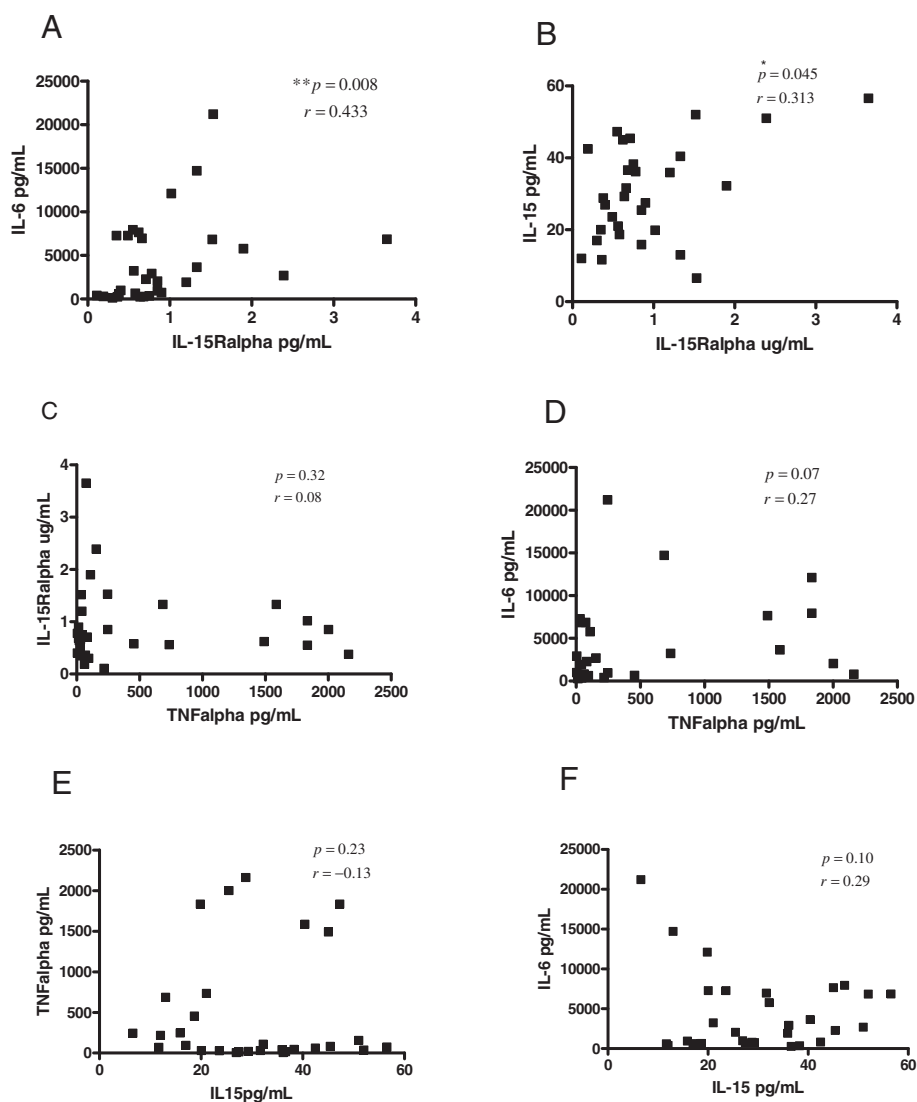 A
25000
20000
15000
10000
5000
0
IL-6 pg/mL
**p = 0.008
r = 0.433
0 1 2 3 4
IL-15Ralpha pg/mL
B
60
40
20
0
IL-15 pg/mL
*
p = 0.045
r = 0.313
0 1 2 3 4
IL-15Ralpha ug/mL
C
4
3
2
1
0
IL-15Ralpha ug/mL
p = 0.32
r = 0.08
0 500 1000 1500 2000 2500
TNFalpha pg/mL
D
25000
20000
15000
10000
5000
0
IL-6 pg/mL
p = 0.07
r = 0.27
0 500 1000 1500 2000 2500
TNFalpha pg/mL
E
2500
2000
1500
1000
500
0
TNFalpha pg/mL
p = 0.23
r = −0.13
0 20 40 60
IL15pg/mL
F
25000
20000
15000
10000
5000
0
IL-6 pg/mL
p = 0.10
r = 0.29
0 20 40 60
IL-15 pg/mL